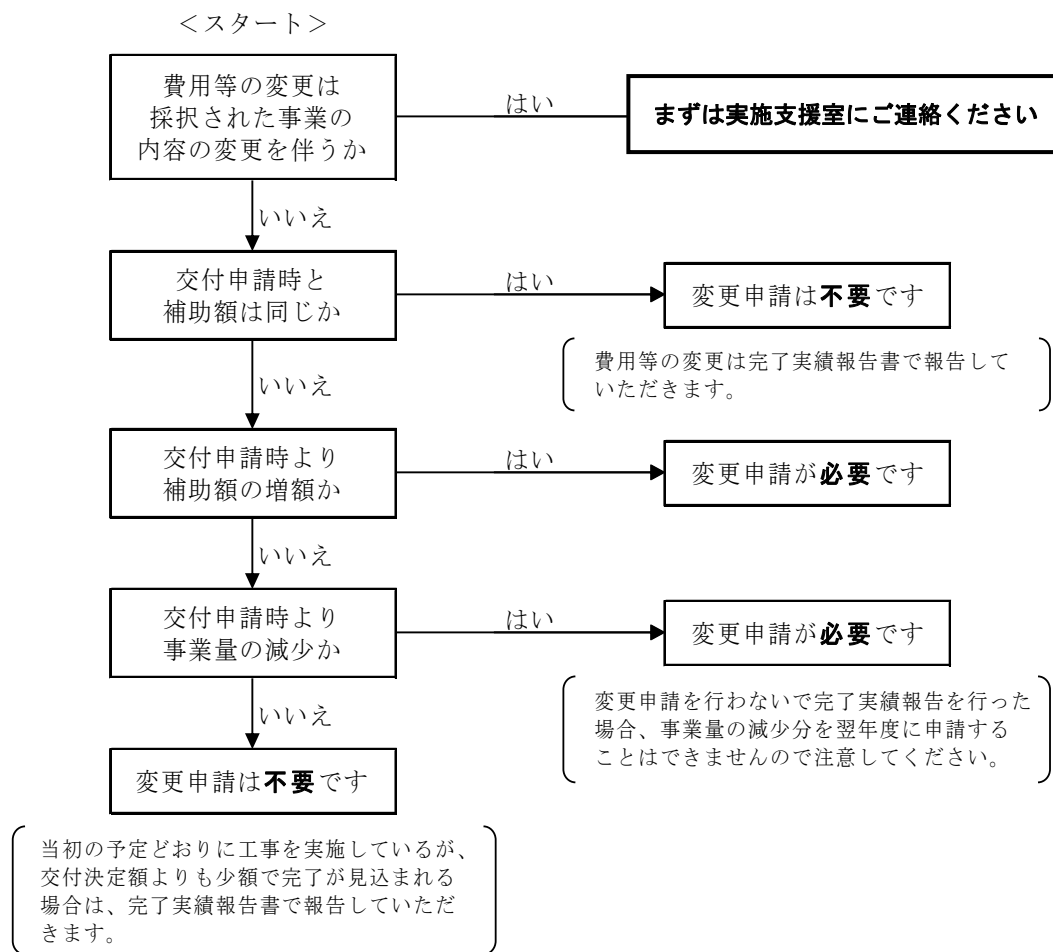 ＜スタート＞
費用等の変更は
採択された事業の
内容の変更を伴うか
はい
まずは実施支援室にご連絡ください
いいえ
交付申請時と
補助額は同じか
はい
変更申請は不要です
費用等の変更は完了実績報告書で報告して
いただきます。
いいえ
交付申請時より
補助額の増額か
はい
変更申請が必要です
いいえ
交付申請時より
事業量の減少か
はい
変更申請が必要です
変更申請を行わないで完了実績報告を行った
場合、事業量の減少分を翌年度に申請する
ことはできませんので注意してください。
いいえ
変更申請は不要です
当初の予定どおりに工事を実施しているが、
交付決定額よりも少額で完了が見込まれる
場合は、完了実績報告書で報告していただ
きます。